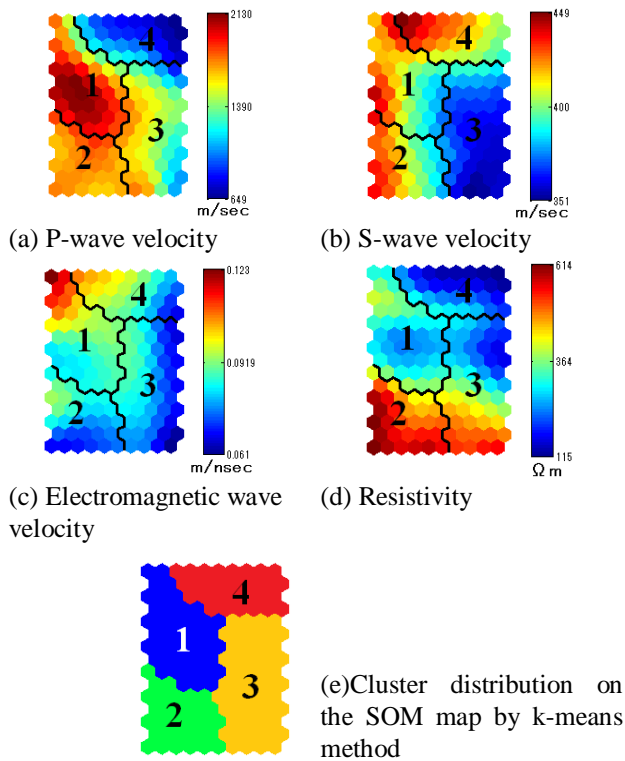 2130
1390
649
m/sec
1
2
3
4
(a) P-wave velocity
449
400
351
m/sec
1
2
3
4
(b) S-wave velocity
0.123
0.0919
0.061
m/nsec
1
2
3
4
(c) Electromagnetic wave
velocity
614
364
115
Ω m
1
2
3
4
(d) Resistivity
1
2
3
4
(e)Cluster distribution on
the SOM map by k-means
method